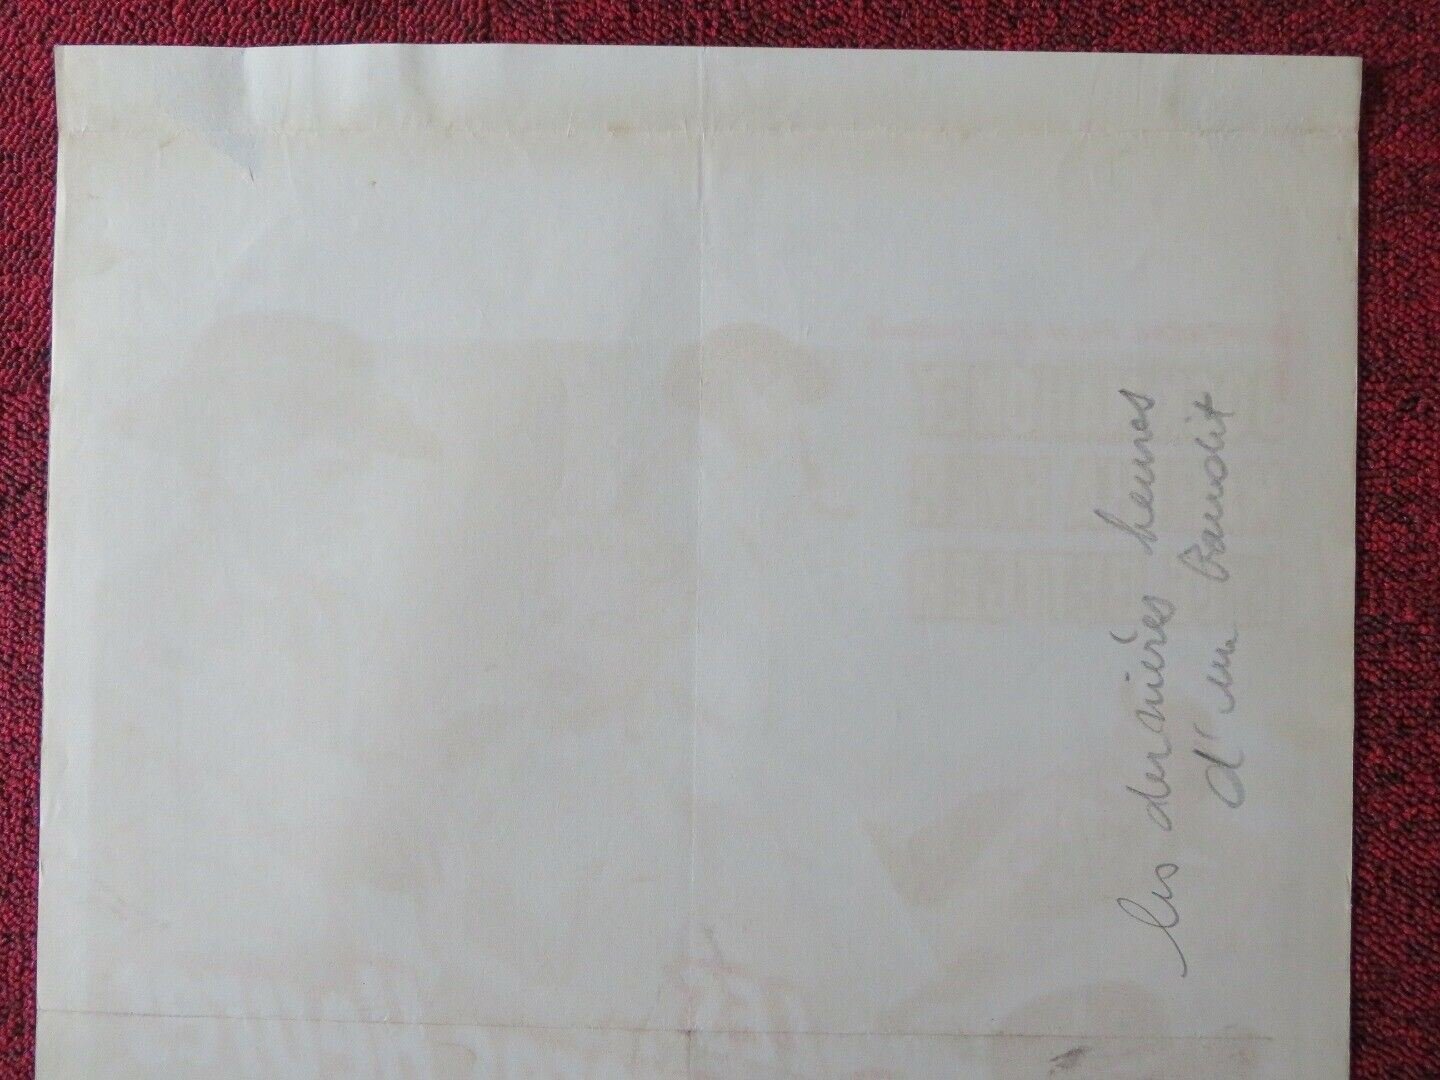 les dernières heures
d'un Bandit